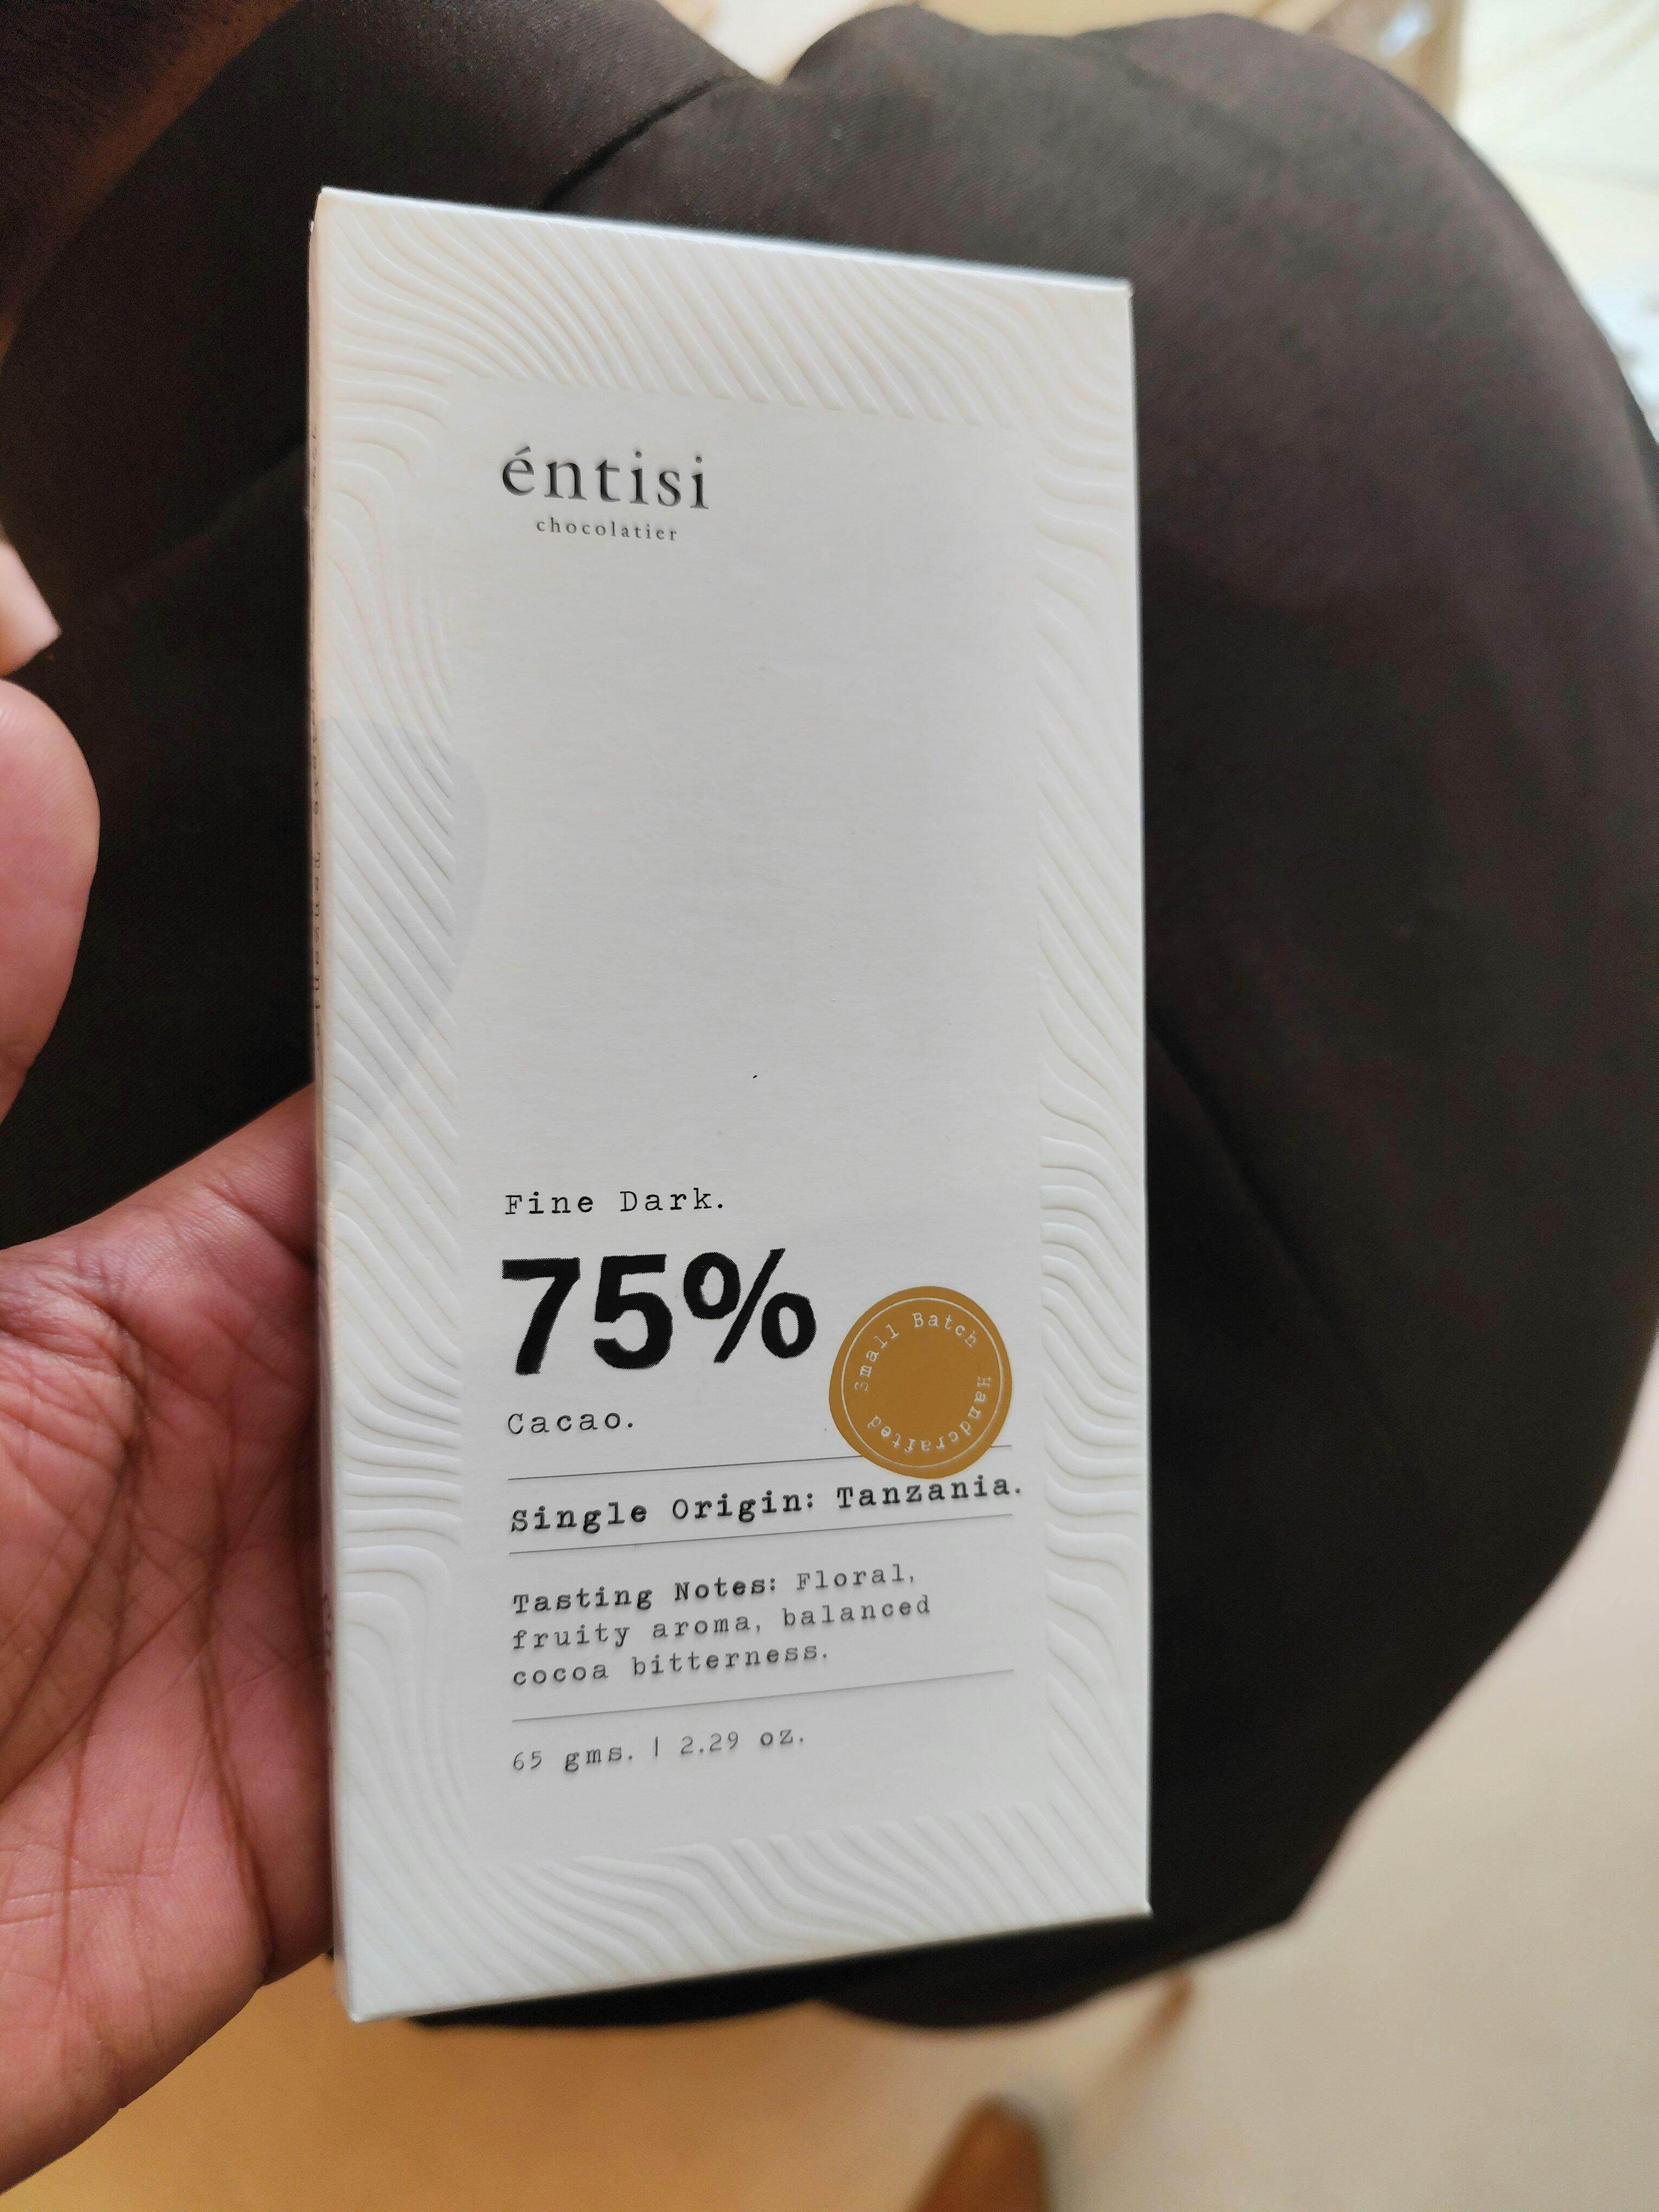 éntisi
chocolatier
Fine Dark.
75%
Cacao.
Small Batch Handcrafted
Single Origin: Tanzania.
Tasting Notes: Floral,
fruity aroma, balanced
cocoa bitterness.
65 gms. | 2.29 oz.